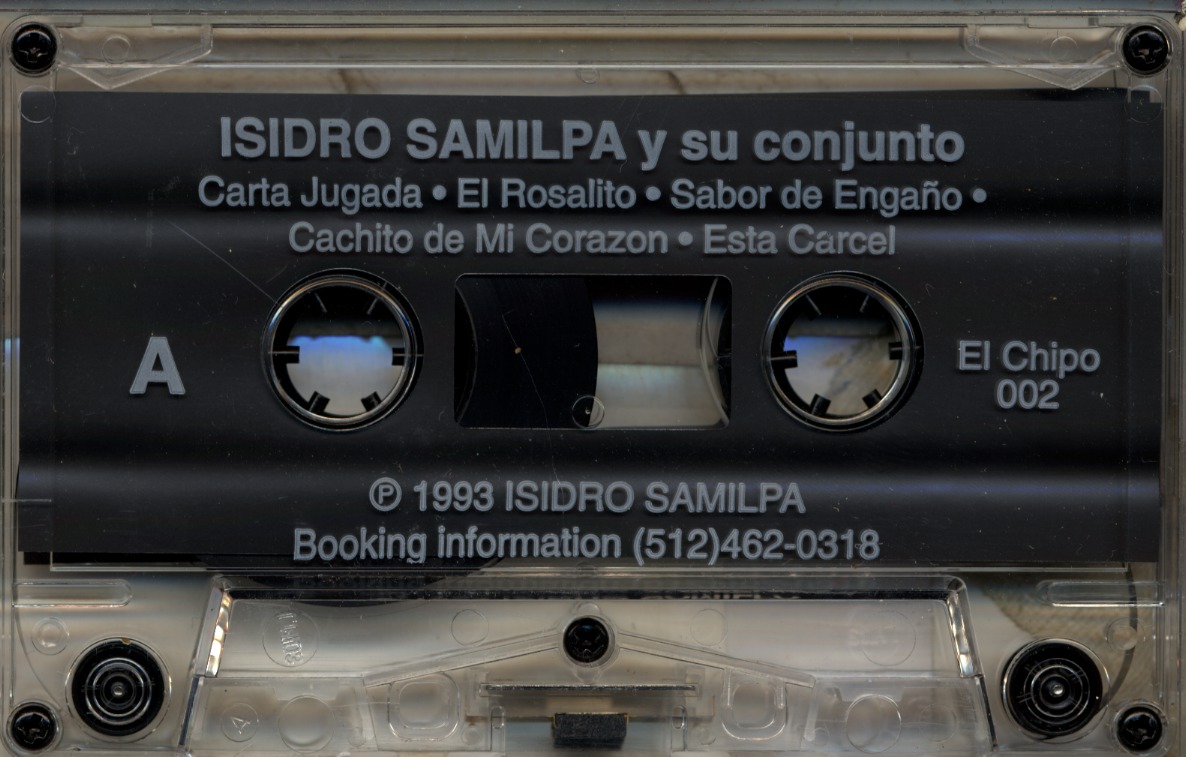 ISIDRO SAMILPA y su conjunto
Carta Jugada • El Rosalito • Sabor de Engaño •
Cachito de Mi Corazon • Esta Carcel
A
El Chipo
002
℗ 1993 ISIDRO SAMILPA
Booking information (512)462-0318
A